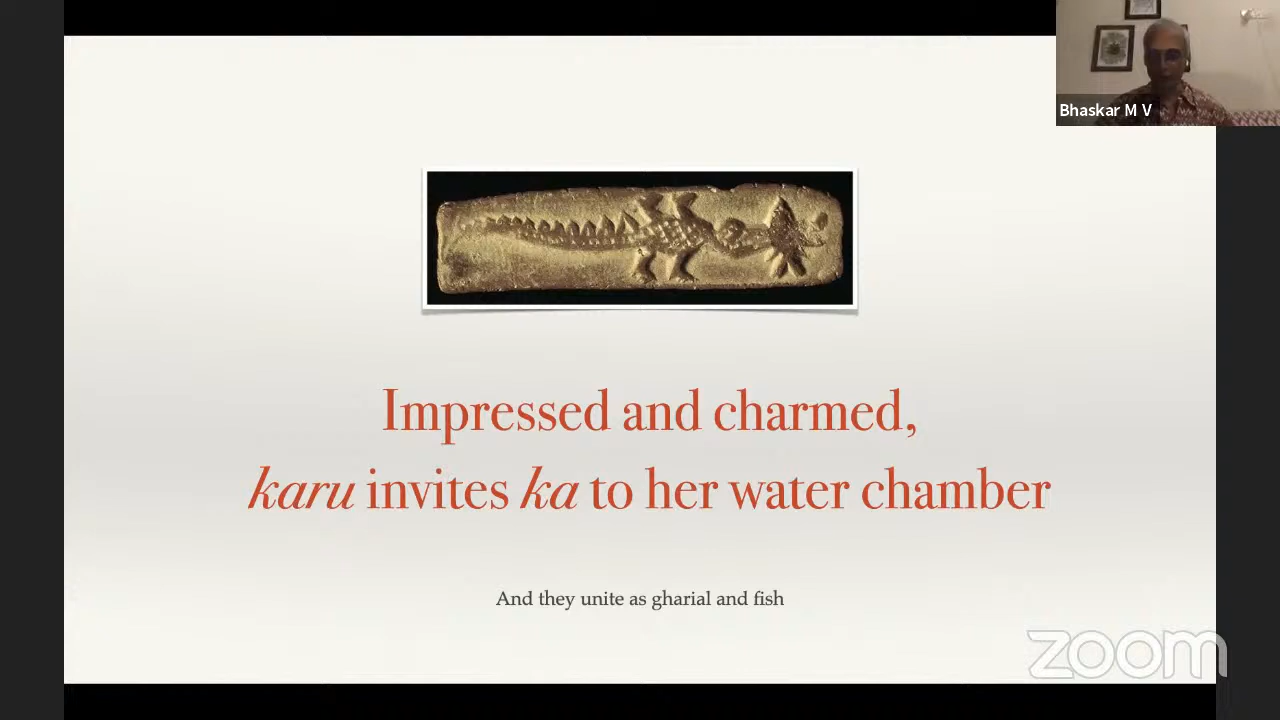 Bhaskar M V
Impressed and charmed,
karu invites ka to her water chamber
And they unite as gharial and fish
zoom